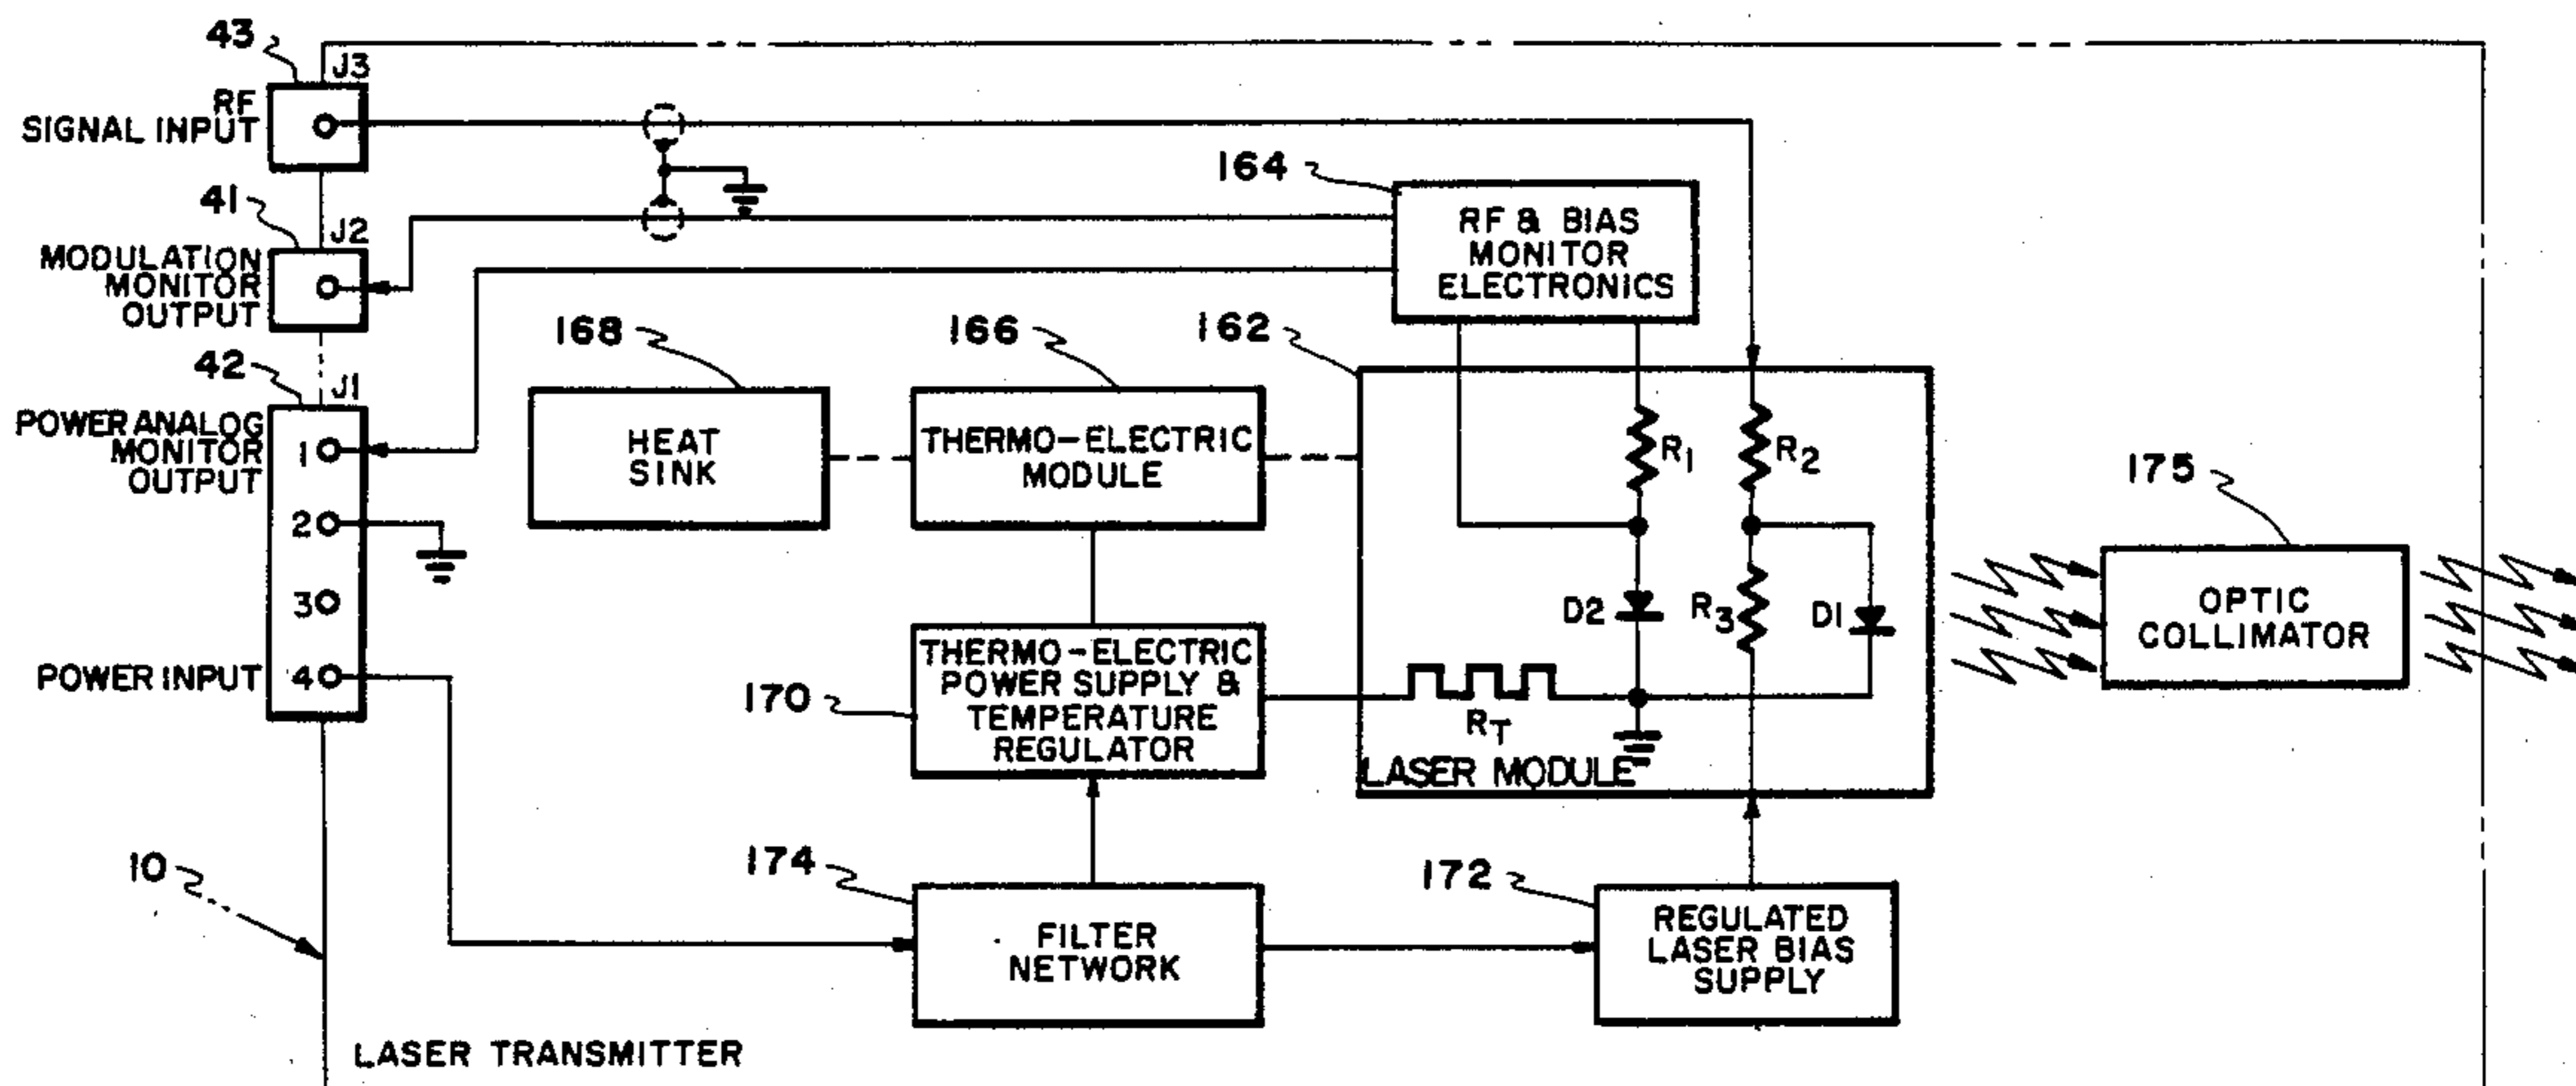 43
J3
RF
SIGNAL INPUT
41
J2
MODULATION
MONITOR
OUTPUT
42
J1
POWER ANALOG
MONITOR
OUTPUT
1
2
3
POWER INPUT
4
10
LASER TRANSMITTER
164
RF & BIAS
MONITOR
ELECTRONICS
168
HEAT
SINK
166
THERMO-ELECTRIC
MODULE
162
R1
R2
D2
R3
D1
RT
LASER MODULE
170
THERMO-ELECTRIC
POWER SUPPLY &
TEMPERATURE
REGULATOR
174
FILTER
NETWORK
172
REGULATED
LASER BIAS
SUPPLY
175
OPTIC
COLLIMATOR